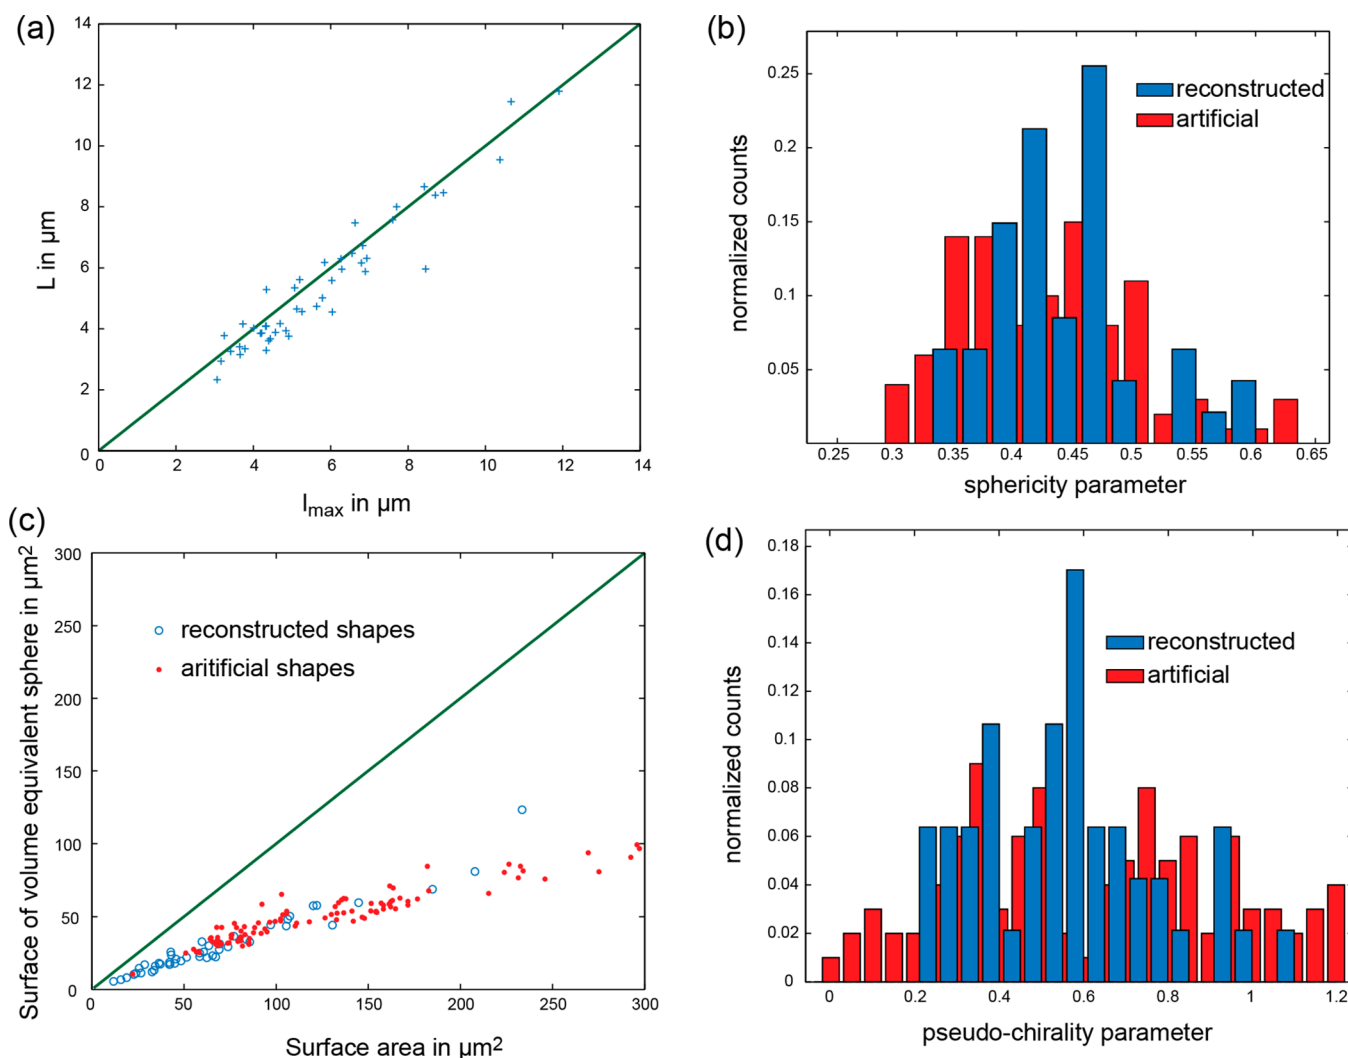 (a)
14
12
10
8
6
4
2
0
0 2 4 6 8 10 12 14
L in µm
lmax in µm
(b)
0.25
0.2
0.15
0.1
0.05
0.25 0.3 0.35 0.4 0.45 0.5 0.55 0.6 0.65
normalized counts
sphericity parameter
reconstructed
artificial
(c)
300
250
200
150
100
50
0
0 50 100 150 200 250 300
Surface of volume equivalent sphere in µm²
Surface area in µm²
reconstructed shapes
aritificial shapes
(d)
0.18
0.16
0.14
0.12
0.1
0.08
0.06
0.04
0.02
0
0 0.2 0.4 0.6 0.8 1 1.2
normalized counts
pseudo-chirality parameter
reconstructed
artificial